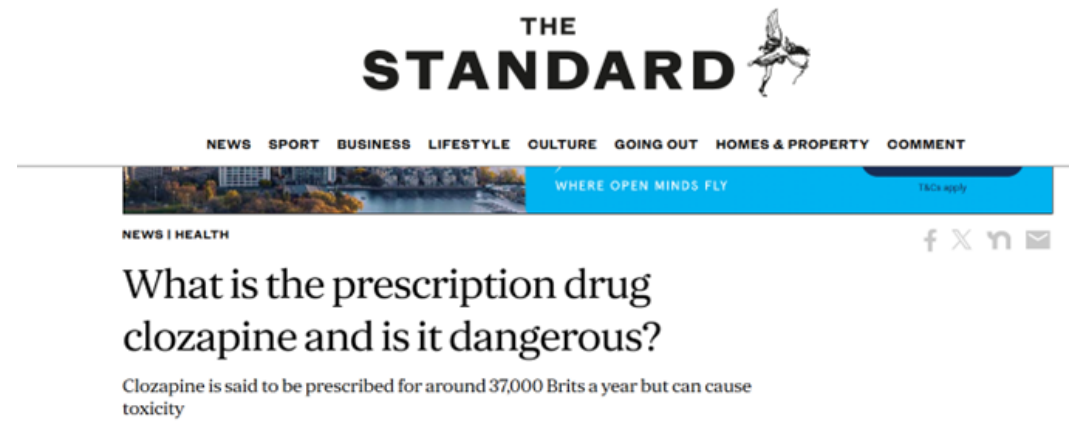 THE
STANDARD
NEWS SPORT BUSINESS LIFESTYLE CULTURE GOING OUT HOMES & PROPERTY COMMENT
WHERE OPEN MINDS FLY
T&Cs apply
NEWS | HEALTH
What is the prescription drug
clozapine and is it dangerous?
Clozapine is said to be prescribed for around 37,000 Brits a year but can cause
toxicity